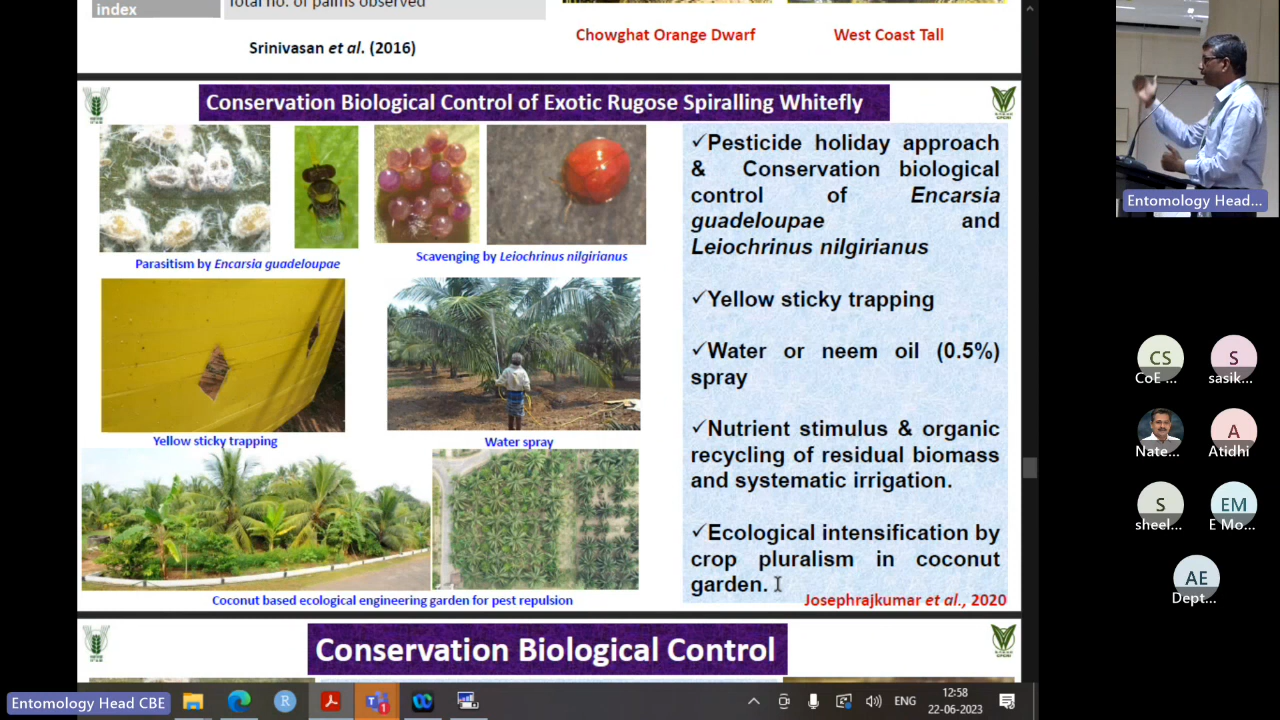 index
Total no. of palms observed
Srinivasan et al. (2016)
Chowghat Orange Dwarf
West Coast Tall
Conservation Biological Control of Exotic Rugose Spiralling Whitefly
Parasitism by Encarsia guadeloupae
Scavenging by Leiochrinus nilgirianus
Yellow sticky trapping
Water spray
Coconut based ecological engineering garden for pest repulsion
✓Pesticide holiday approach
& Conservation biological
control of Encarsia
guadeloupae and
Leiochrinus nilgirianus
✓Yellow sticky trapping
✓Water or neem oil (0.5%)
spray
✓Nutrient stimulus & organic
recycling of residual biomass
and systematic irrigation.
✓Ecological intensification by
crop pluralism in coconut
garden.
Josephrajkumar et al., 2020
Conservation Biological Control
Entomology Head...
CS
CoE ...
S
sasik...
Nate...
A
Atidhi
S
sheel...
EM
E Mo...
AE
Dept...
Entomology Head CBE
R
1
ENG
12:58
22-06-2023